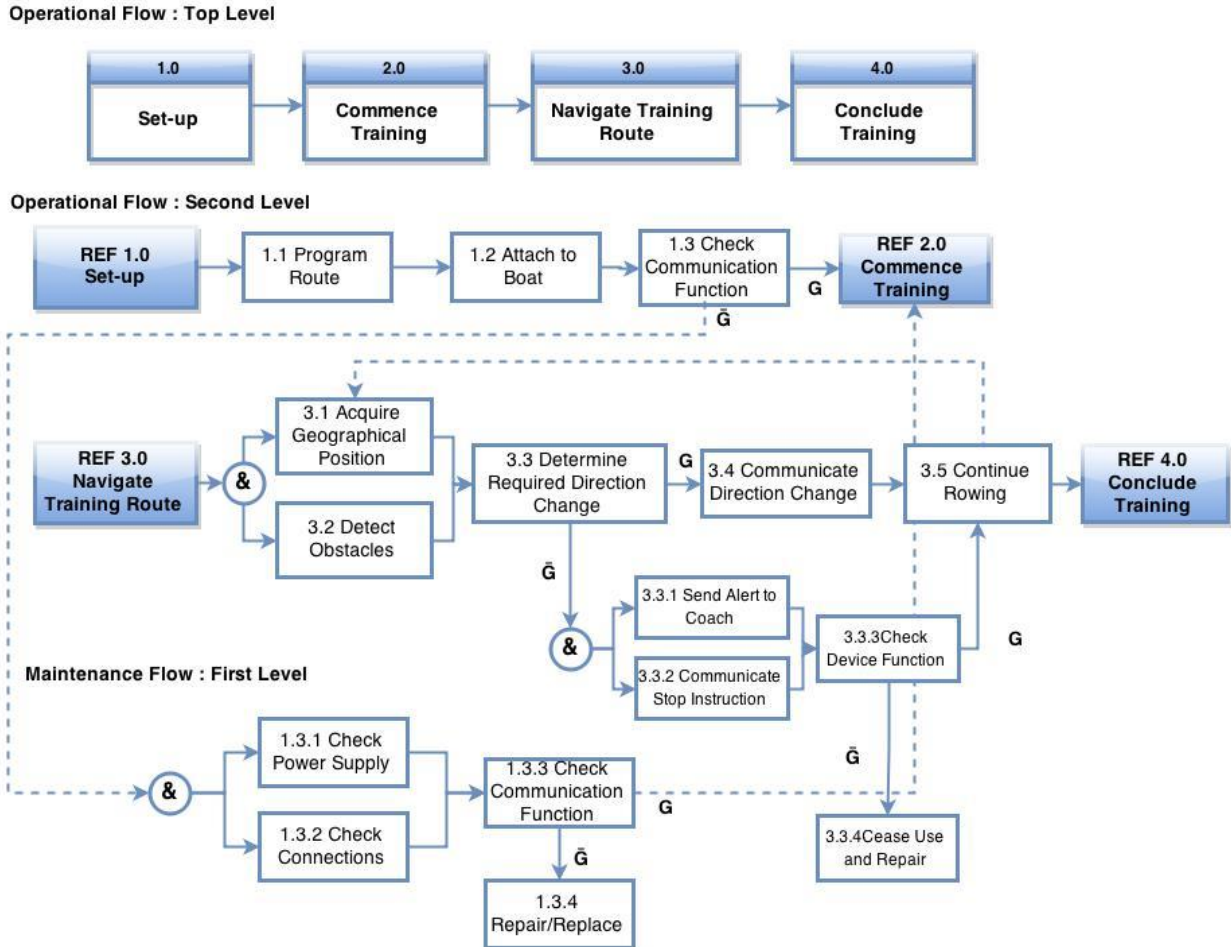 Operational Flow : Top Level
1.0
Set-up
2.0
Commence
Training
3.0
Navigate Training
Route
4.0
Conclude
Training
Operational Flow : Second Level
REF 1.0
Set-up
1.1 Program
Route
1.2 Attach to
Boat
1.3 Check
Communication
Function
G
REF 2.0
Commence
Training
Ḡ
REF 3.0
Navigate
Training Route
&
3.1 Acquire
Geographical
Position
3.2 Detect
Obstacles
3.3 Determine
Required Direction
Change
G
3.4 Communicate
Direction Change
3.5 Continue
Rowing
REF 4.0
Conclude
Training
Ḡ
&
3.3.1 Send Alert to
Coach
3.3.2 Communicate
Stop Instruction
3.3.3Check
Device Function
G
Ḡ
3.3.4Cease Use
and Repair
Maintenance Flow : First Level
&
1.3.1 Check
Power Supply
1.3.2 Check
Connections
1.3.3 Check
Communication
Function
G
Ḡ
1.3.4
Repair/Replace